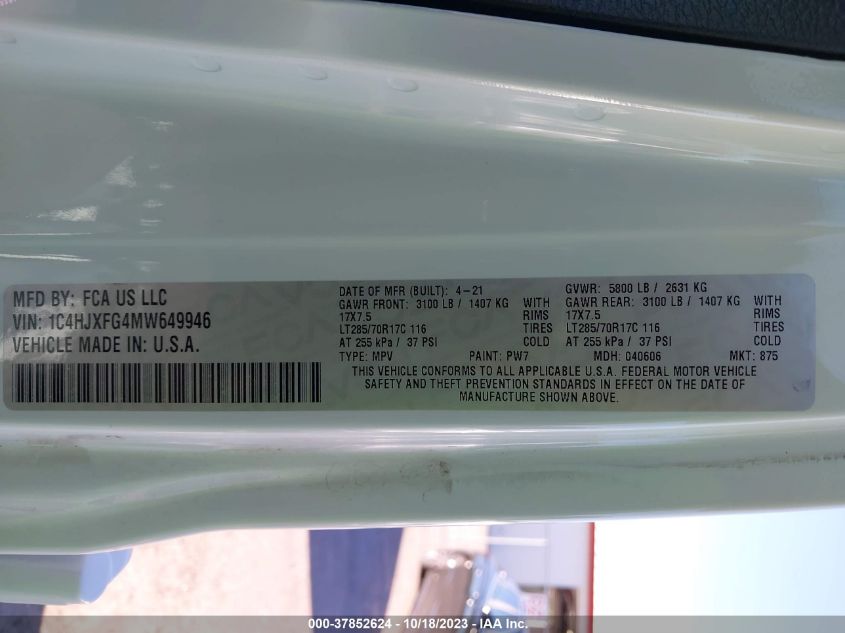 MFD BY: FCA US LLC
VIN: 1C4HJXFG4MW649946
VEHICLE MADE IN: U.S.A.
DATE OF MFR (BUILT): 4-21
GAWR FRONT: 3100 LB / 1407 KG WITH
17X7.5 RIMS
LT285/70R17C 116 TIRES
AT 255 kPa / 37 PSI COLD
TYPE: MPV PAINT: PW7
GVWR: 5800 LB / 2631 KG
GAWR REAR: 3100 LB / 1407 KG WITH
17X7.5 RIMS
LT285/70R17C 116 TIRES
AT 255 kPa / 37 PSI COLD
MDH: 040606 MKT: 875
THIS VEHICLE CONFORMS TO ALL APPLICABLE U.S.A. FEDERAL MOTOR VEHICLE
SAFETY AND THEFT PREVENTION STANDARDS IN EFFECT ON THE DATE OF
MANUFACTURE SHOWN ABOVE.
000-37852624 - 10/18/2023 - IAA Inc.